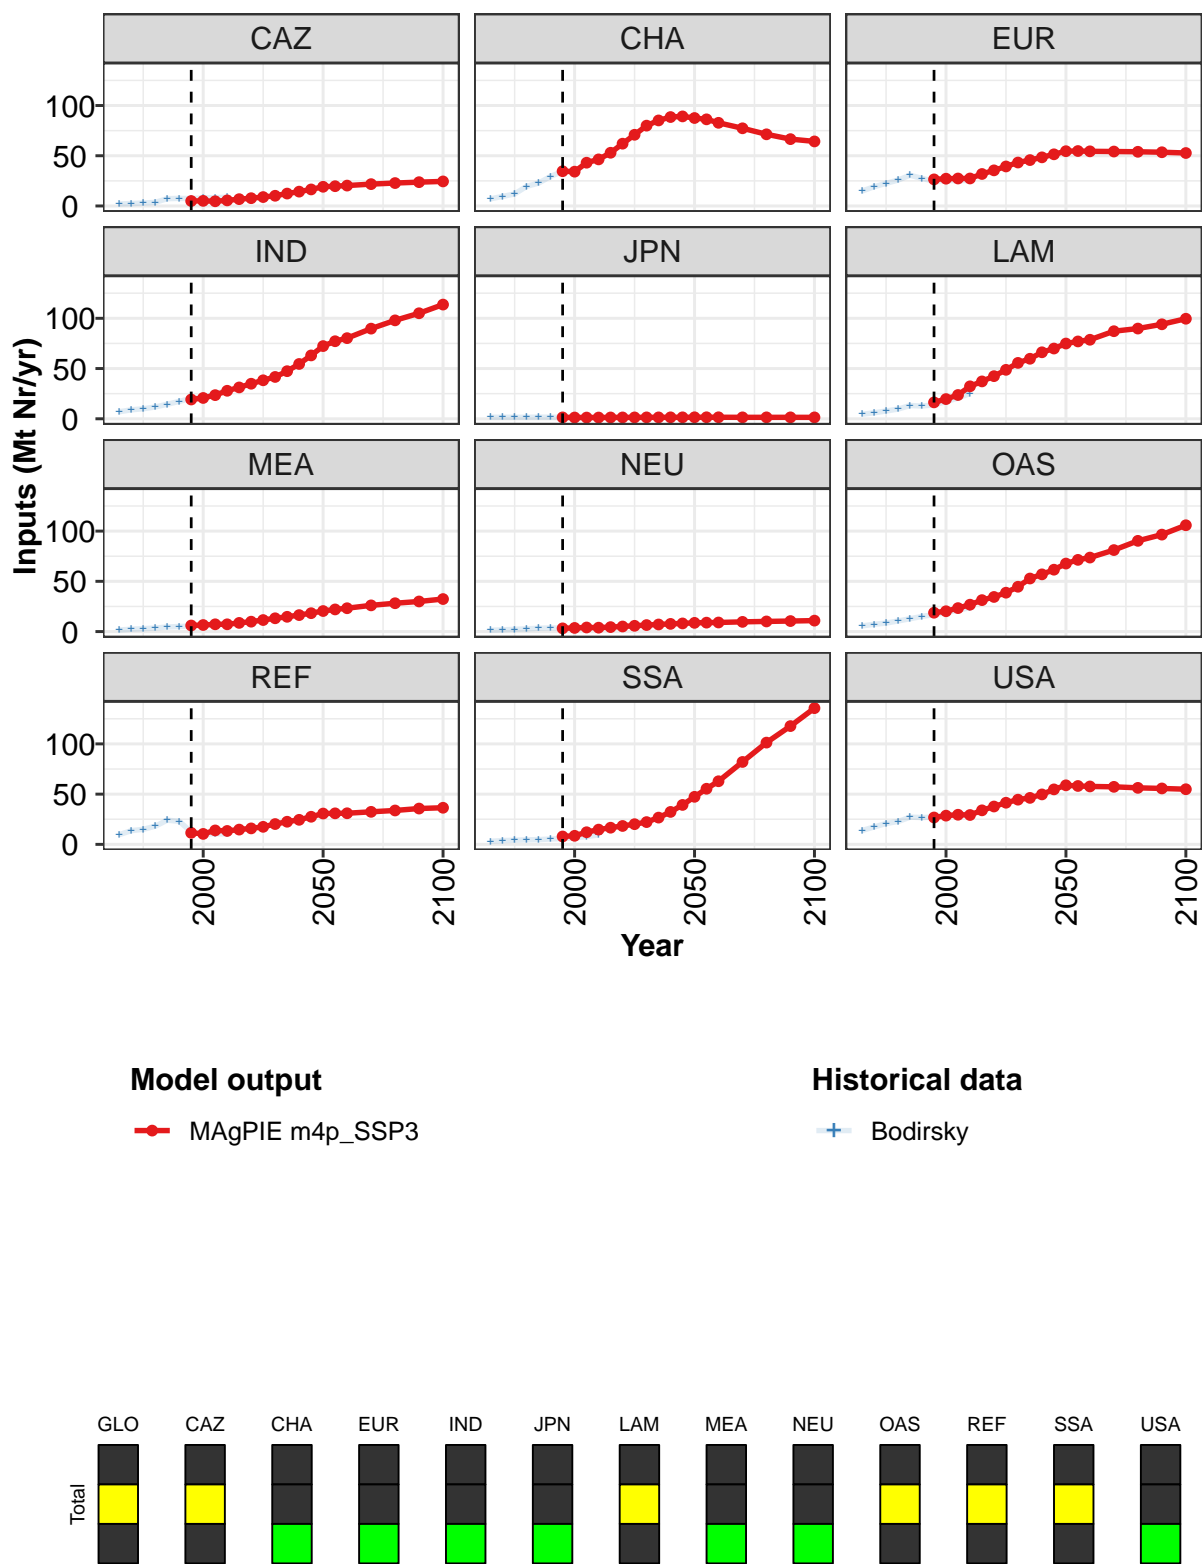 CAZ CHA EUR
100
50
0
IND JPN LAM
100
50
0
MEA NEU OAS
100
50
0
REF SSA USA
100
50
0
Inputs (Mt Nr/yr)
2000 2050 2100 2000 2050 2100 2000 2050 2100
Year
Model output Historical data
MAgPIE m4p_SSP3 Bodirsky
GLO CAZ CHA EUR IND JPN LAM MEA NEU OAS REF SSA USA
Total